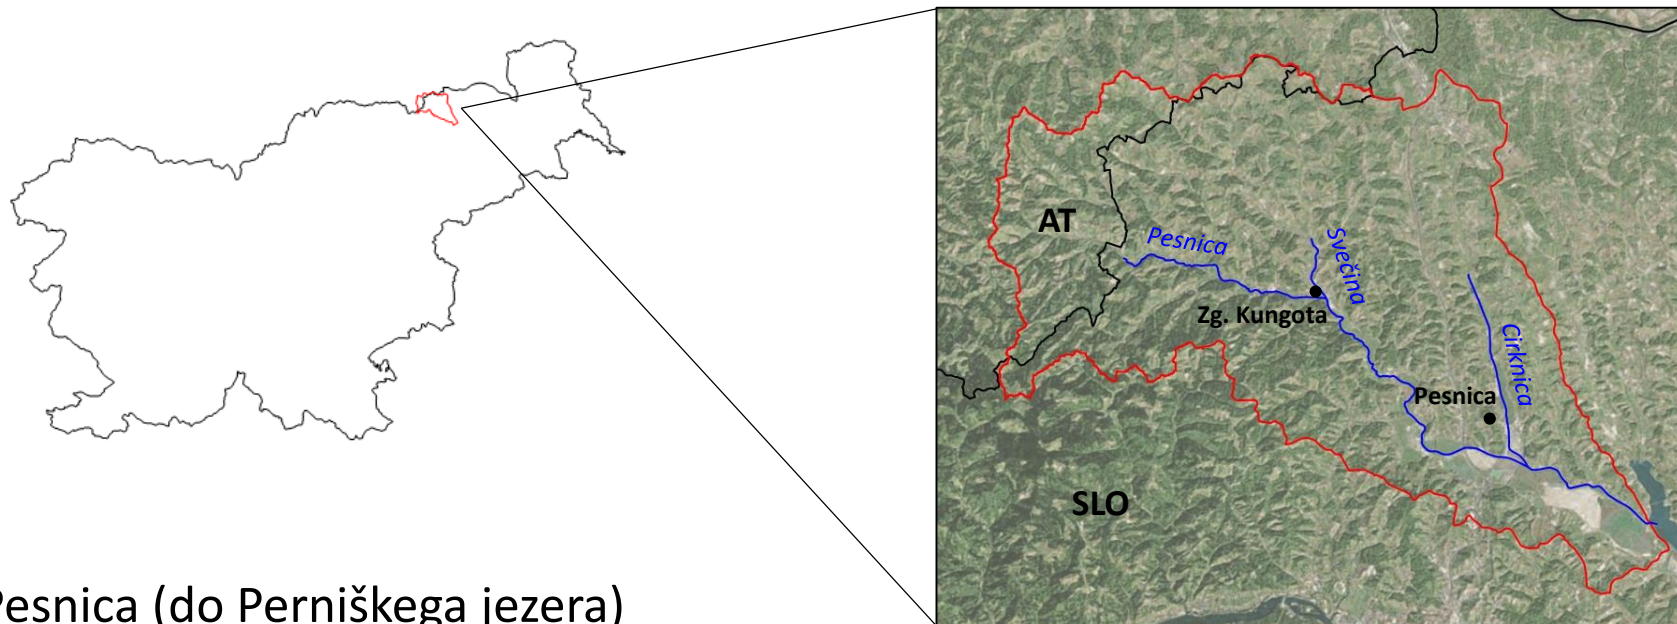 AT
Pesnica
Svečina
Zg. Kungota
Cirknica
Pesnica
SLO
Pesnica (do Perniškega jezera)